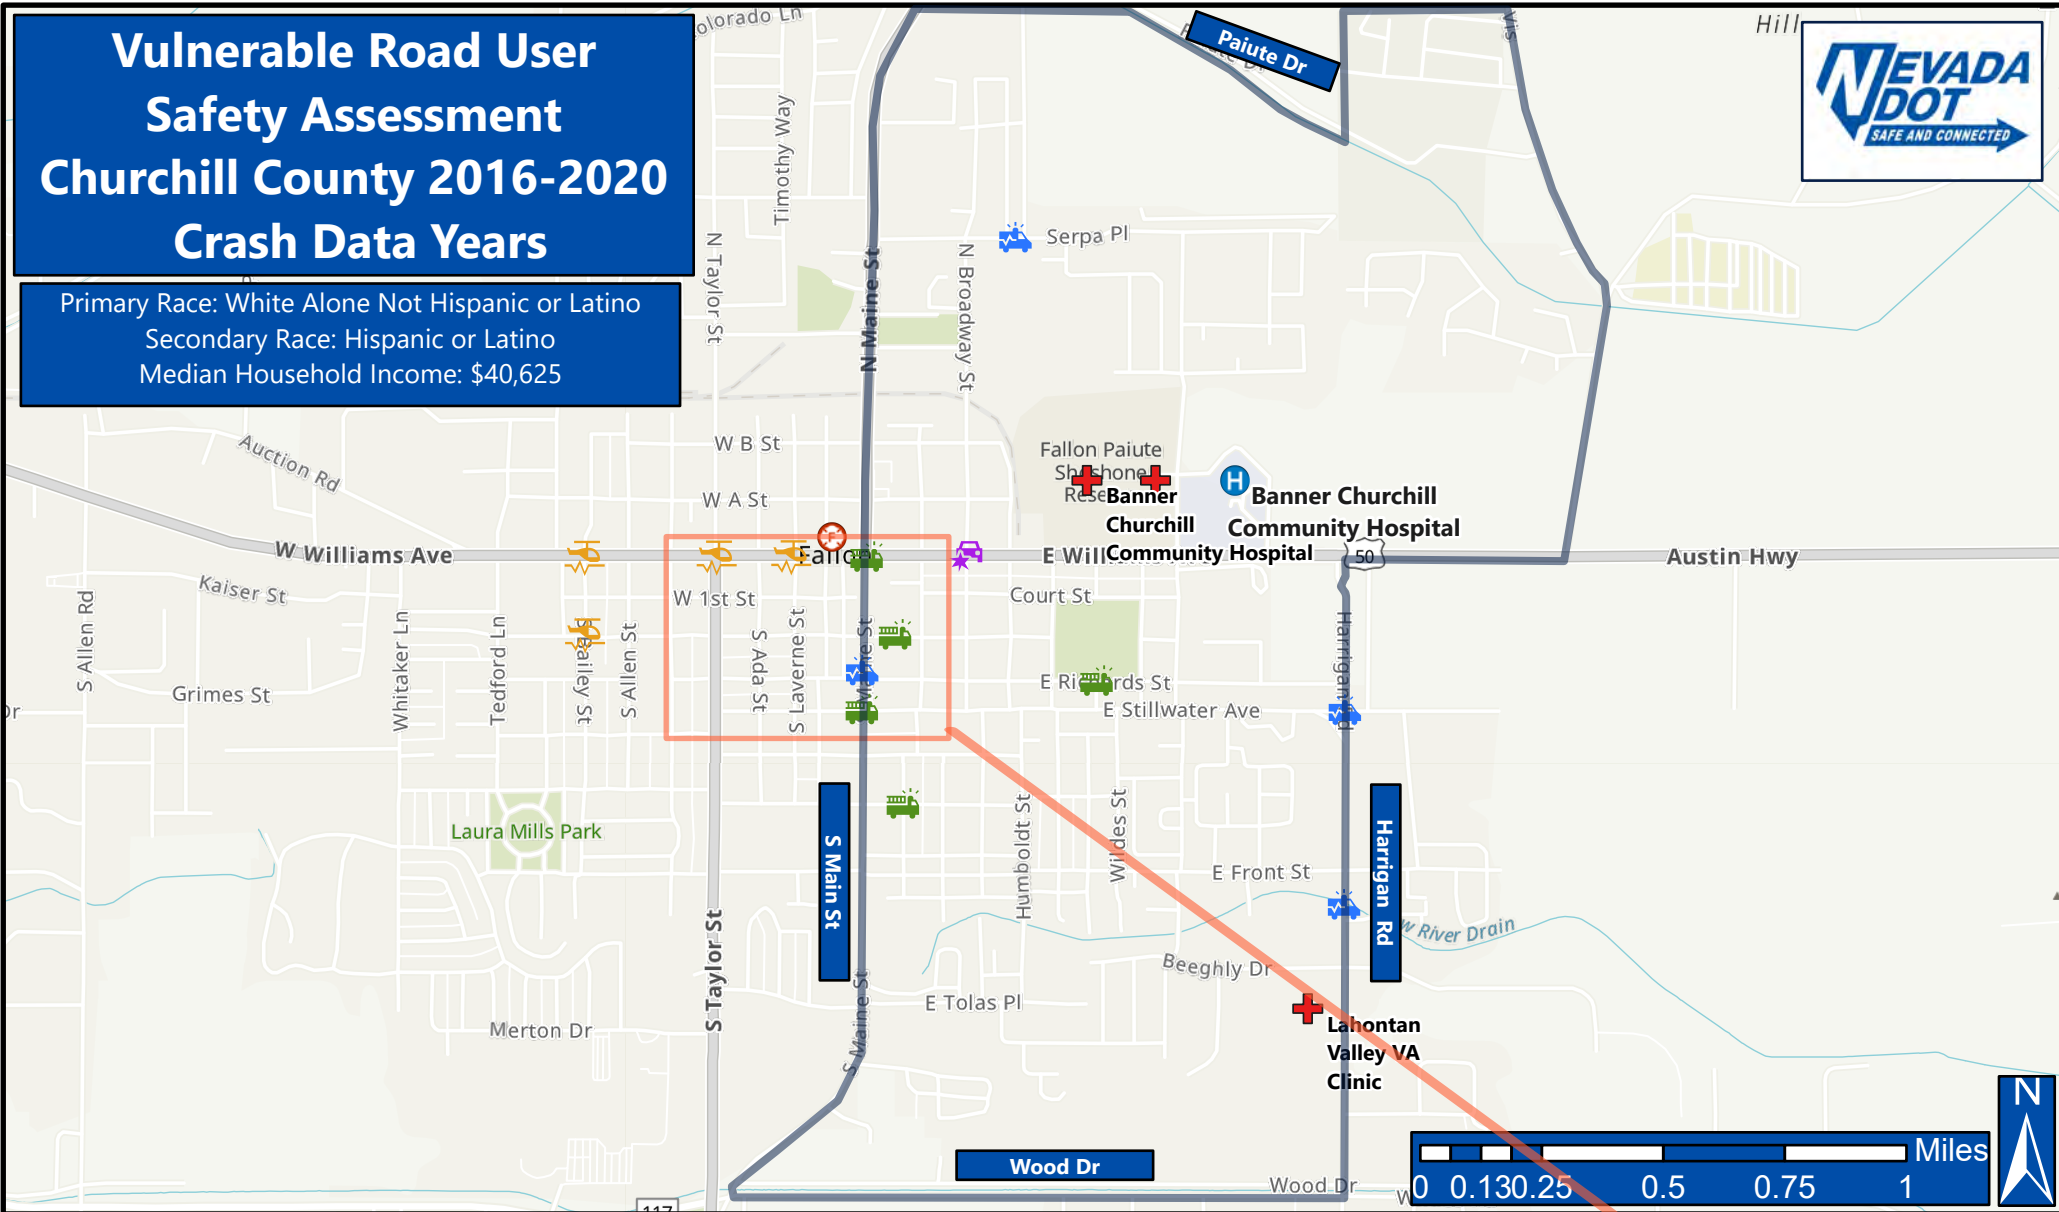 Vulnerable Road User
Safety Assessment
Churchill County 2016-2020
Crash Data Years
Primary Race: White Alone Not Hispanic or Latino
Secondary Race: Hispanic or Latino
Median Household Income: $40,625
NEVADA
DOT
SAFE AND CONNECTED
Paiute Dr
Timothy Way
N Taylor St
N Maine St
N Broadway St
Serpa Pl
Auction Rd
W B St
W A St
Fallon Paiute
Shoshone
Banner
Churchill
Community Hospital
H
Banner Churchill
Community Hospital
W Williams Ave
F
50
Austin Hwy
Kaiser St
W 1st St
Court St
S Allen Rd
Whitaker Ln
Tedford Ln
S Bailey St
S Allen St
S Ada St
S Laverne St
Harrigan Rd
Grimes St
E Richards St
E Stillwater Ave
Dr
Laura Mills Park
S Main St
Harrigan Rd
Humboldt St
Wildes St
E Front St
River Drain
Beeghly Dr
S Taylor St
S Maine St
E Tolas Pl
Merton Dr
Lahontan
Valley VA
Clinic
Wood Dr
Wood Dr
117
Miles
0 0.13 0.25 0.5 0.75 1
N